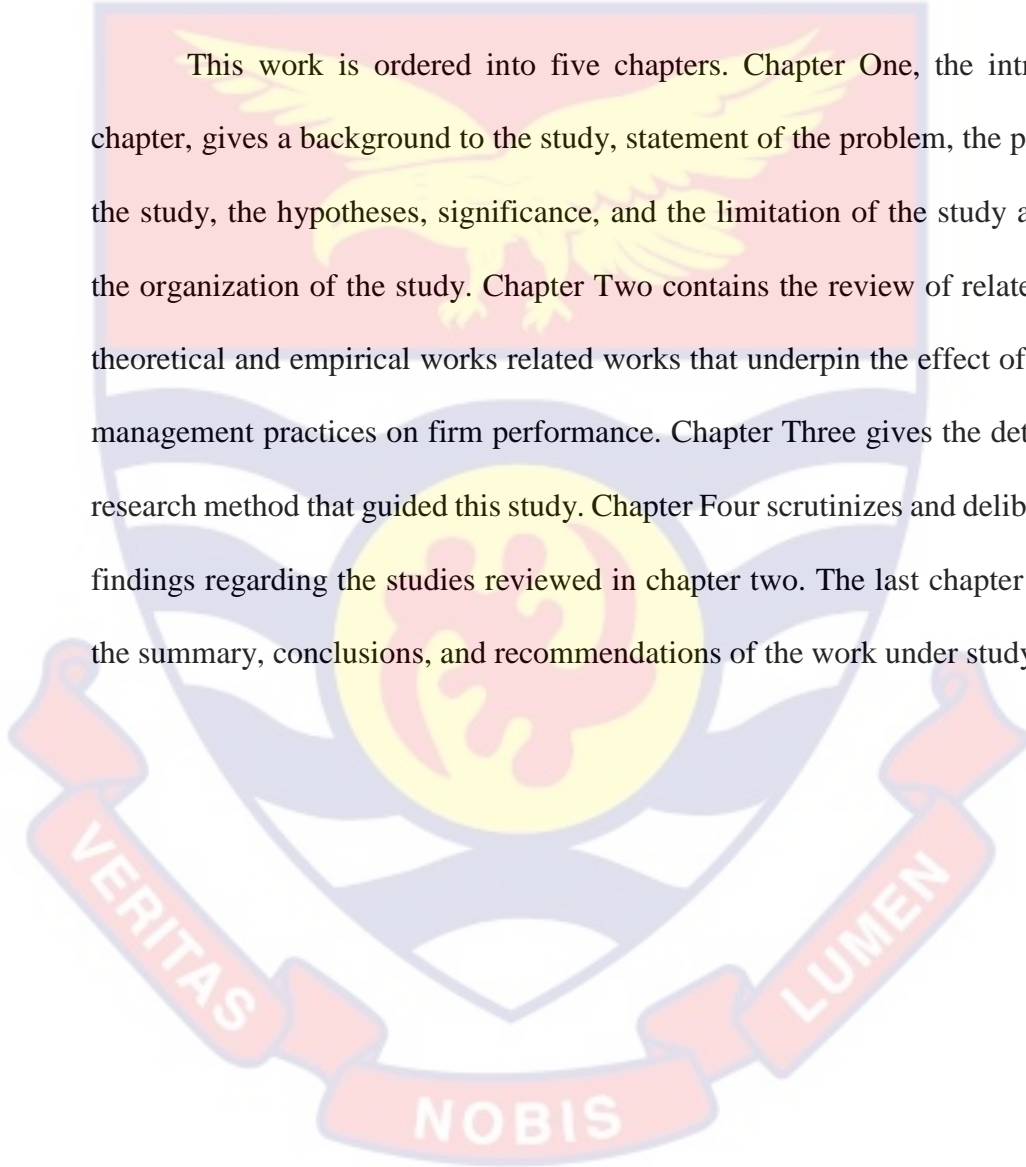 This work is ordered into five chapters. Chapter One, the intr
chapter, gives a background to the study, statement of the problem, the p
the study, the hypotheses, significance, and the limitation of the study a
the organization of the study. Chapter Two contains the review of relate
theoretical and empirical works related works that underpin the effect of
management practices on firm performance. Chapter Three gives the det
research method that guided this study. Chapter Four scrutinizes and delib
findings regarding the studies reviewed in chapter two. The last chapter
the summary, conclusions, and recommendations of the work under study
VERITAS
NOBIS
LUMEN